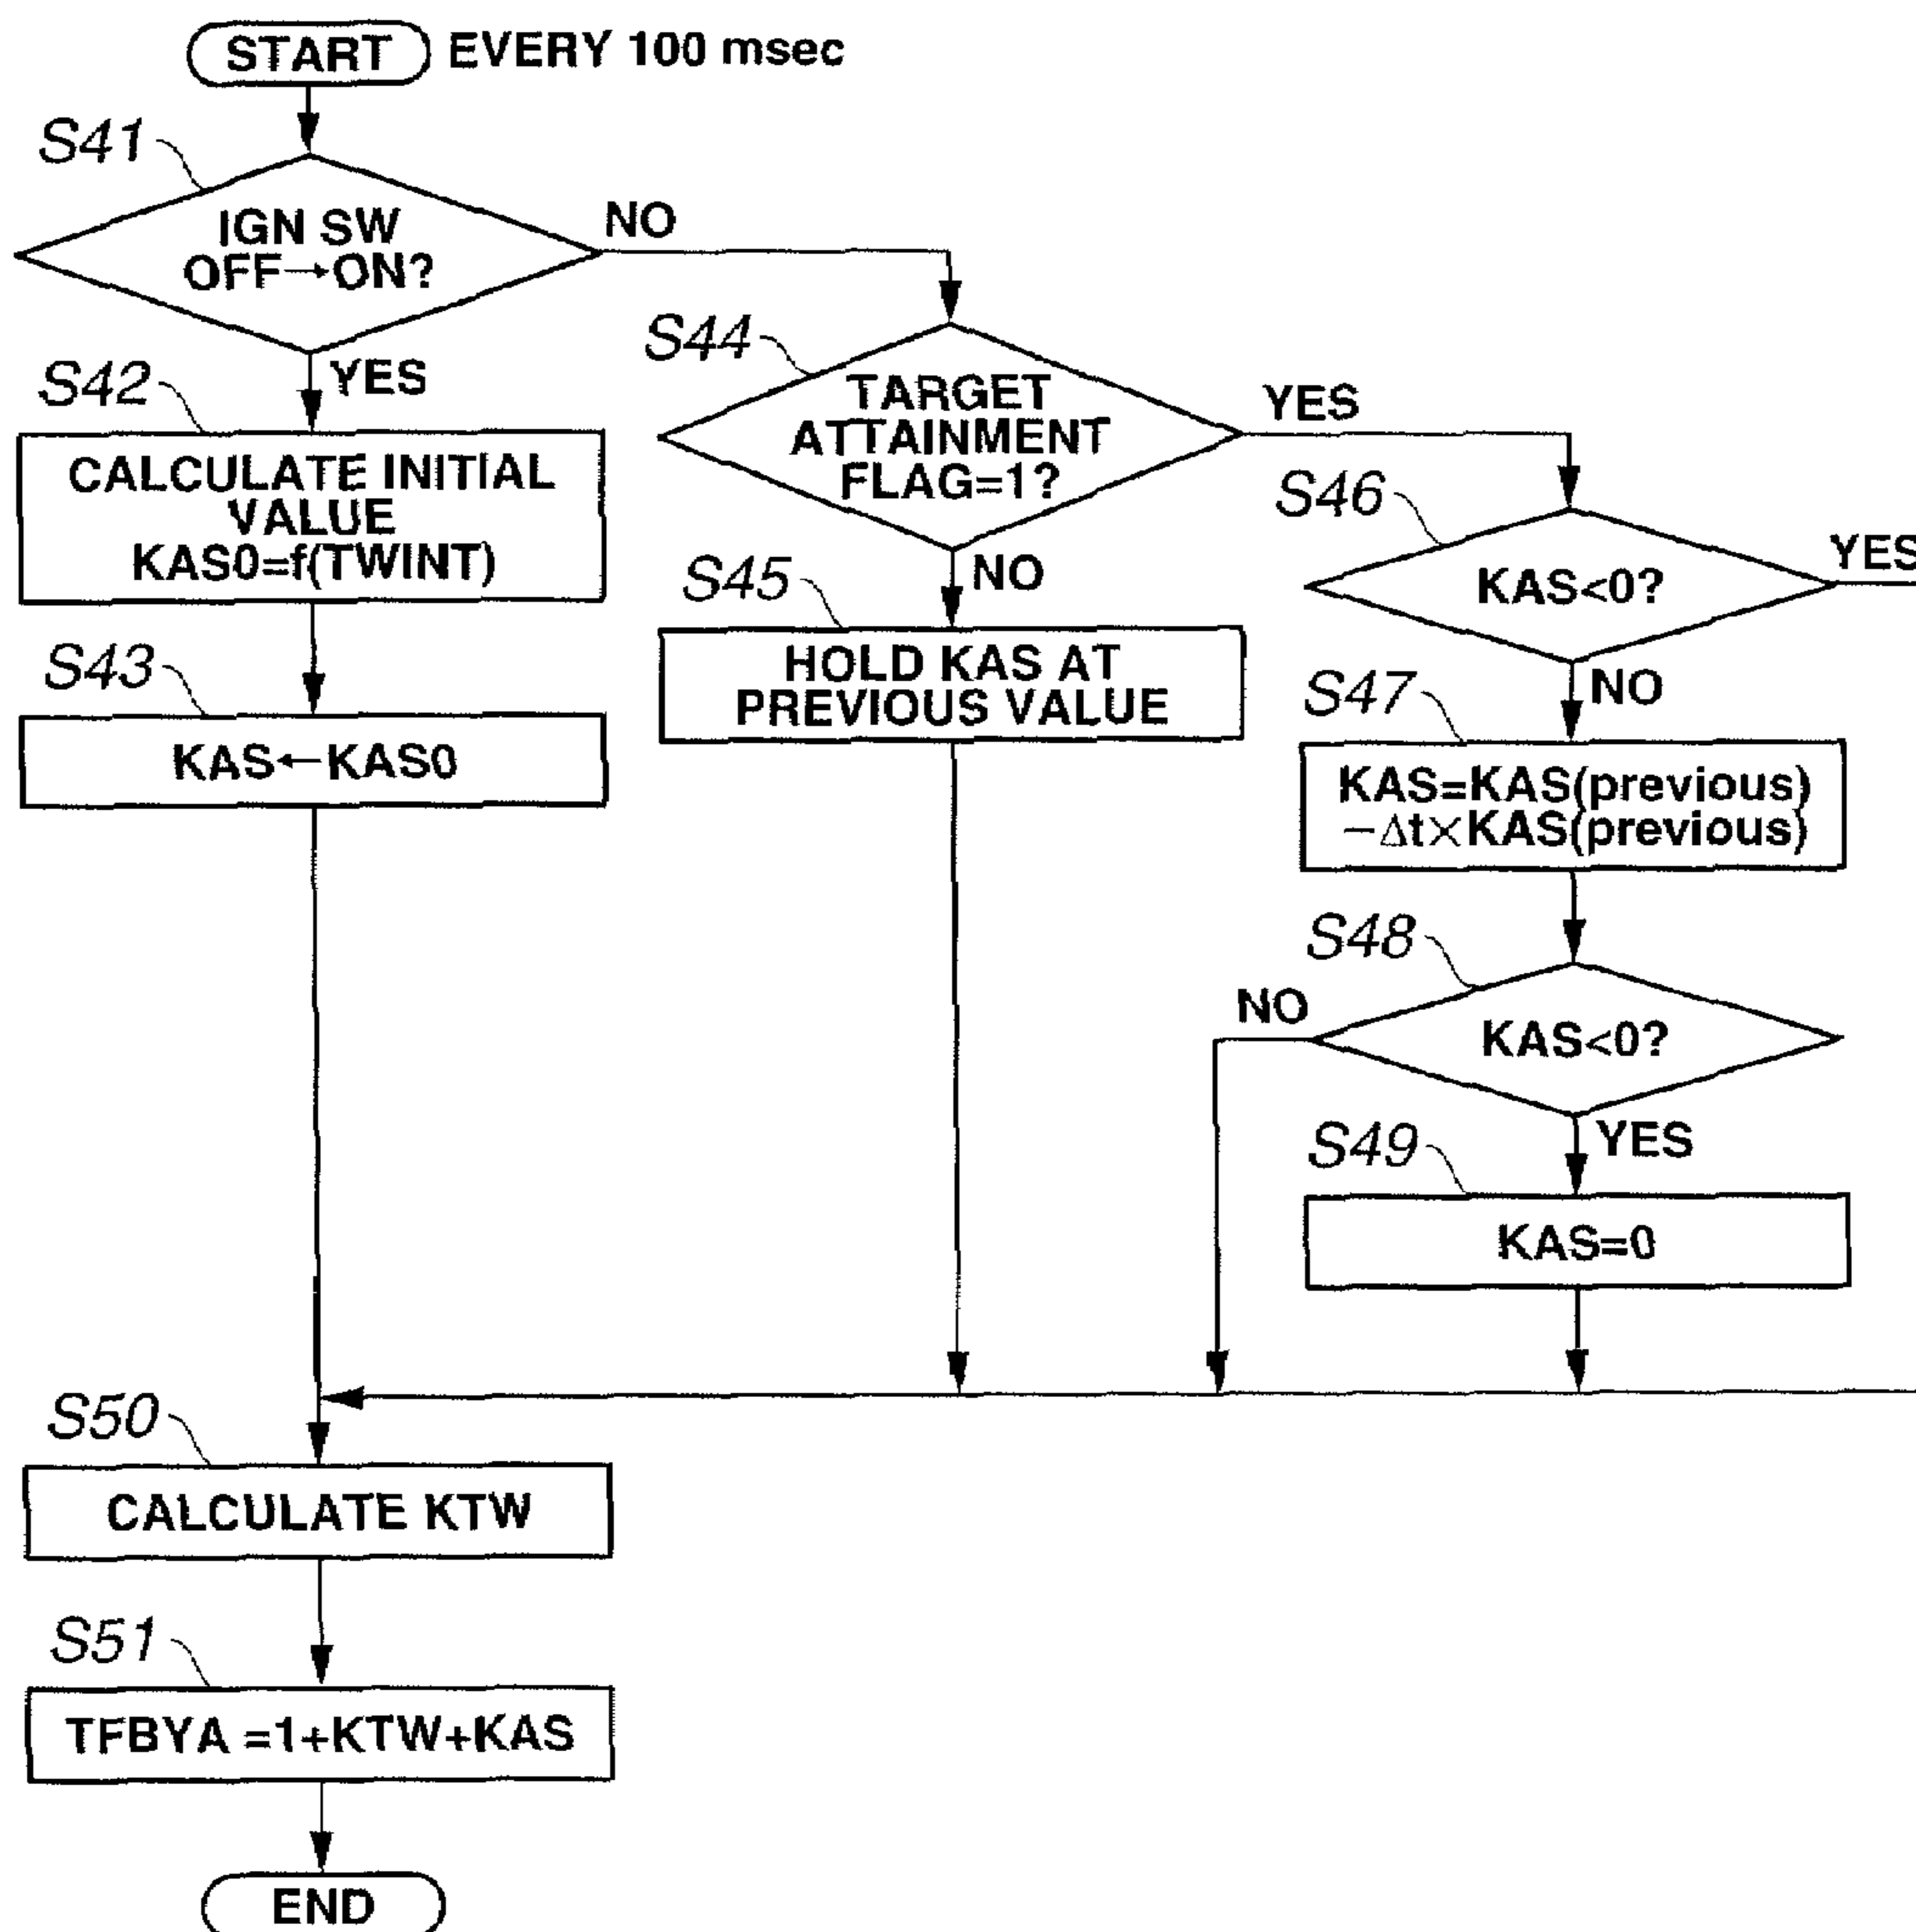 START EVERY 100 msec
S41
IGN SW
OFF→ON?
NO
YES
S42
CALCULATE INITIAL
VALUE
KAS0=f(TWINT)
S43
KAS←KAS0
S44
TARGET
ATTAINMENT
FLAG=1?
YES
NO
S45
HOLD KAS AT
PREVIOUS VALUE
S46
KAS<0?
YES
NO
S47
KAS=KAS(previous)
−Δt×KAS(previous)
S48
NO
KAS<0?
YES
S49
KAS=0
S50
CALCULATE KTW
S51
TFBYA =1+KTW+KAS
END